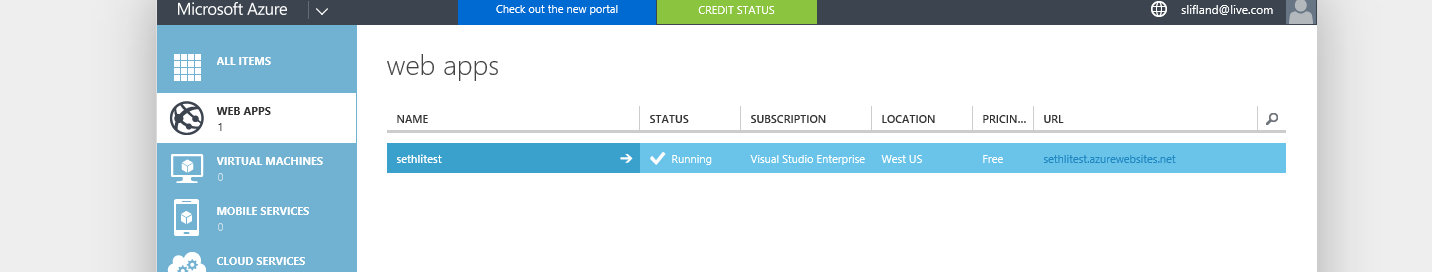 Microsoft Azure
Check out the new portal
CREDIT STATUS
slifland@live.com
ALL ITEMS
WEB APPS
1
VIRTUAL MACHINES
0
MOBILE SERVICES
0
CLOUD SERVICES
web apps
NAME STATUS SUBSCRIPTION LOCATION PRICIN... URL
sethlitest Running Visual Studio Enterprise West US Free sethlitest.azurewebsites.net